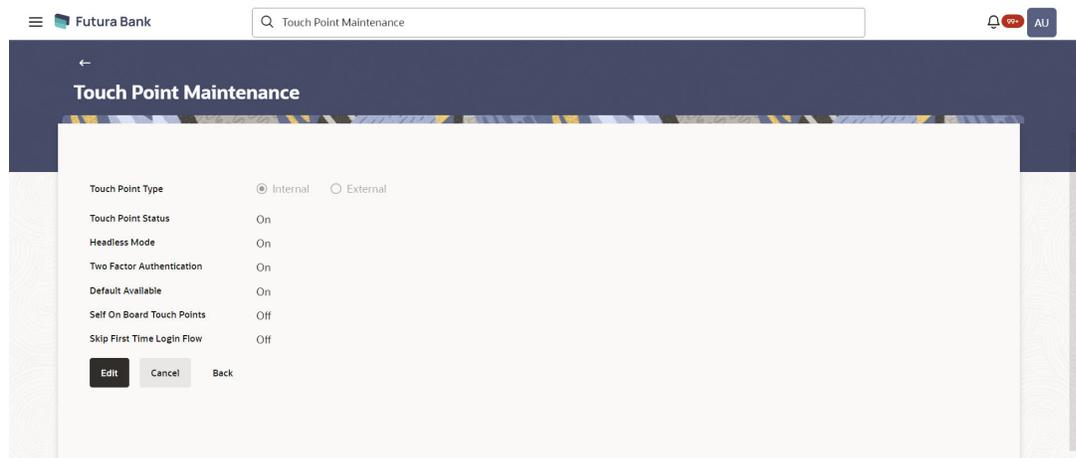 Futura Bank
Touch Point Maintenance
99+
AU
Touch Point Maintenance
Touch Point Type Internal External
Touch Point Status On
Headless Mode On
Two Factor Authentication On
Default Available On
Self On Board Touch Points Off
Skip First Time Login Flow Off
Edit Cancel Back